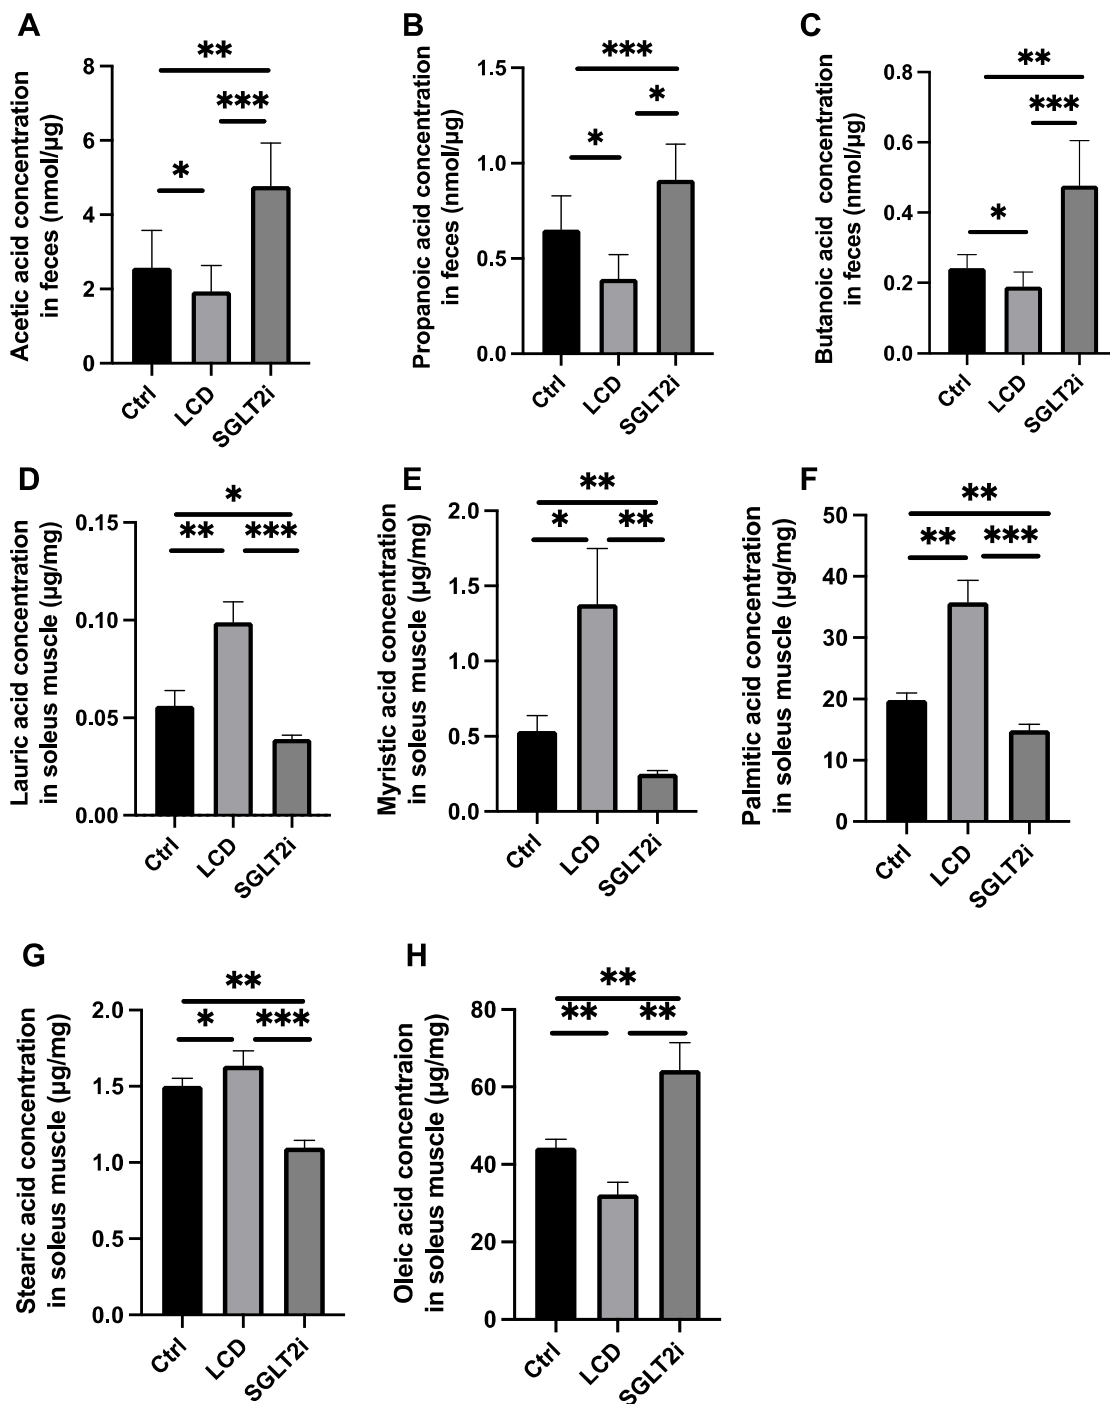 A
Acetic acid concentration
in feces (nmol/µg)
8
6
4
2
0
**
***
*
Ctrl
LCD
SGLT2i
B
Propanoic acid concentration
in feces (nmol/µg)
1.5
1.0
0.5
0.0
***
*
*
Ctrl
LCD
SGLT2i
C
Butanoic acid concentration
in feces (nmol/µg)
0.8
0.6
0.4
0.2
0.0
**
***
*
Ctrl
LCD
SGLT2i
D
Lauric acid concentration
in soleus muscle (µg/mg)
0.15
0.10
0.05
0.00
*
**
***
Ctrl
LCD
SGLT2i
E
Myristic acid concentration
in soleus muscle (µg/mg)
2.0
1.5
1.0
0.5
0.0
**
*
**
Ctrl
LCD
SGLT2i
F
Palmitic acid concentration
in soleus muscle (µg/mg)
50
40
30
20
10
0
**
**
***
Ctrl
LCD
SGLT2i
G
Stearic acid concentration
in soleus muscle (µg/mg)
2.0
1.5
1.0
0.5
0.0
**
*
***
Ctrl
LCD
SGLT2i
H
Oleic acid concentraion
in soleus muscle (µg/mg)
80
60
40
20
0
**
**
**
Ctrl
LCD
SGLT2i